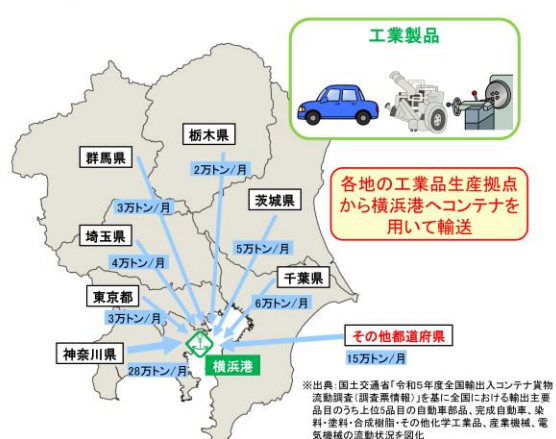 工業製品
栃木県
2万トン/月
群馬県
3万トン/月
茨城県
5万トン/月
各地の工業品生産拠点
から横浜港へコンテナを
用いて輸送
埼玉県
4万トン/月
千葉県
6万トン/月
東京都
3万トン/月
神奈川県
28万トン/月
横浜港
その他都道府県
15万トン/月
※出典:国土交通省「令和5年度全国輸出入コンテナ貨物
流動調査(調査票情報)」を基に全国における輸出主要
品目のうち上位5品目の自動車部品、完成自動車、染
料・塗料・合成樹脂・その他化学工業品、産業機械、電
気機械の流動状況を図化